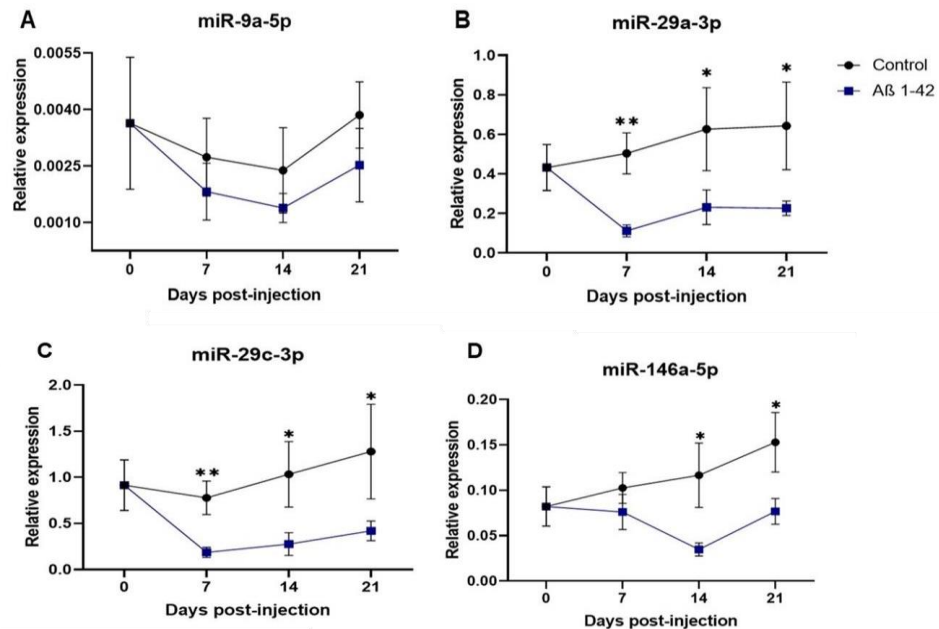 A
miR-9a-5p
Relative expression
0.0055
0.0040
0.0025
0.0010
0 7 14 21
Days post-injection
B
miR-29a-3p
Relative expression
1.0
0.8
0.6
0.4
0.2
0.0
** * *
0 7 14 21
Days post-injection
Control
Aß 1-42
C
miR-29c-3p
Relative expression
2.0
1.5
1.0
0.5
0.0
** * *
0 7 14 21
Days post-injection
D
miR-146a-5p
Relative expression
0.20
0.15
0.10
0.05
0.00
* *
0 7 14 21
Days post-injection